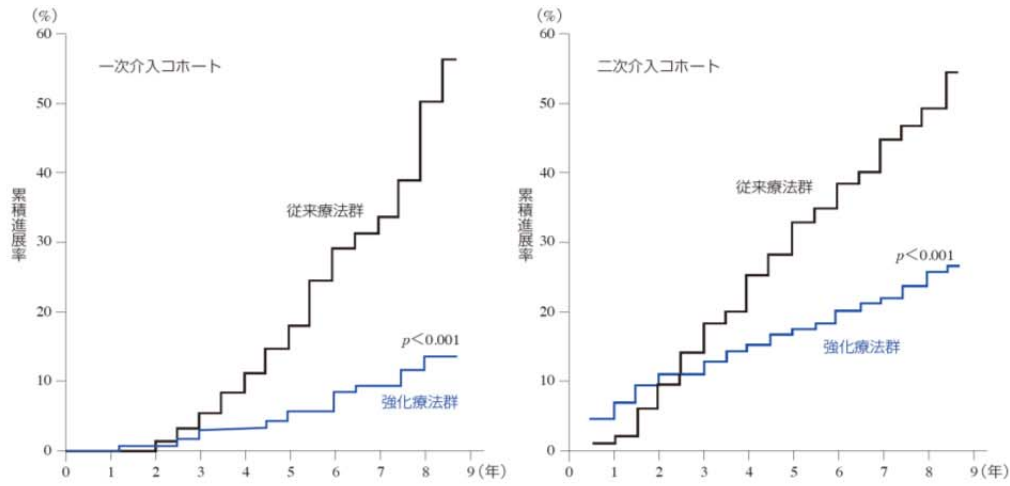 (%)
60
50
40
30
20
10
0
累積進展率
一次介入コホート
従来療法群
p<0.001
強化療法群
0 1 2 3 4 5 6 7 8 9(年)
(%)
60
50
40
30
20
10
0
累積進展率
二次介入コホート
従来療法群
p<0.001
強化療法群
0 1 2 3 4 5 6 7 8 9(年)